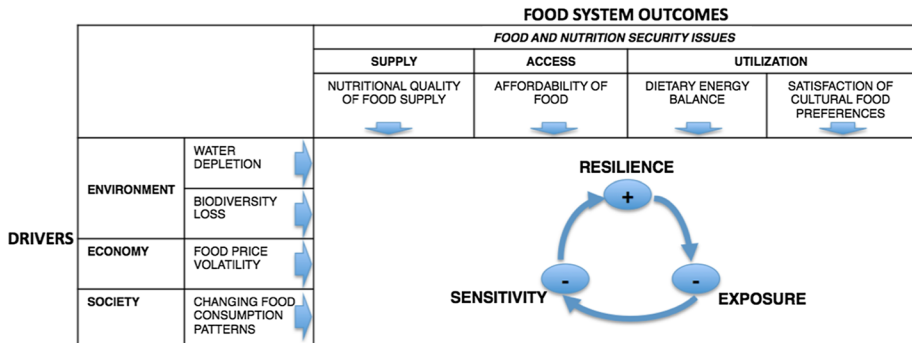 FOOD SYSTEM OUTCOMES
FOOD AND NUTRITION SECURITY ISSUES
SUPPLY
ACCESS
UTILIZATION
NUTRITIONAL QUALITY
OF FOOD SUPPLY
AFFORDABILITY OF
FOOD
DIETARY ENERGY
BALANCE
SATISFACTION OF
CULTURAL FOOD
PREFERENCES
DRIVERS
ENVIRONMENT
WATER
DEPLETION
BIODIVERSITY
LOSS
ECONOMY
FOOD PRICE
VOLATILITY
SOCIETY
CHANGING FOOD
CONSUMPTION
PATTERNS
RESILIENCE
+
SENSITIVITY
-
-
EXPOSURE